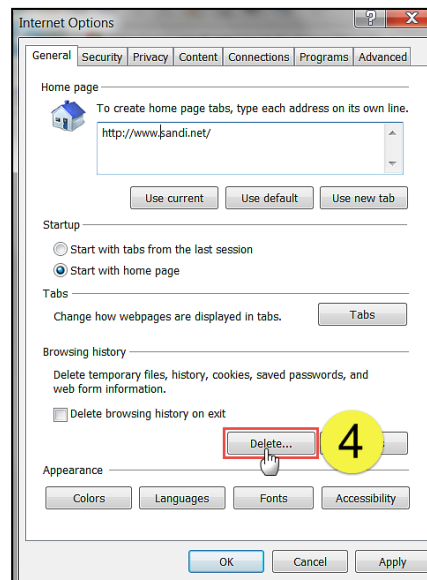 Internet Options
General Security Privacy Content Connections Programs Advanced
Home page
To create home page tabs, type each address on its own line.
http://www.sandi.net/
Use current Use default Use new tab
Startup
Start with tabs from the last session
Start with home page
Tabs
Change how webpages are displayed in tabs. Tabs
Browsing history
Delete temporary files, history, cookies, saved passwords, and
web form information.
Delete browsing history on exit
Delete... 4
Appearance
Colors Languages Fonts Accessibility
OK Cancel Apply